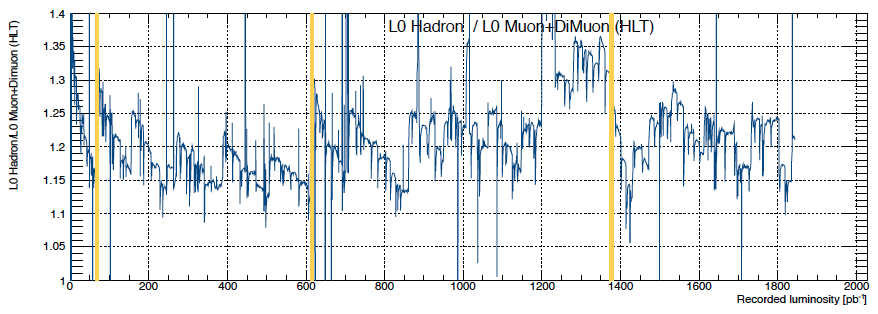 L0 Hadron / L0 Muon+DiMuon (HLT)
L0 Hadron/L0 Muon+Dimuon (HLT)
1.4
1.35
1.3
1.25
1.2
1.15
1.1
1.05
1
0 200 400 600 800 1000 1200 1400 1600 1800 2000
Recorded luminosity [pb⁻¹]